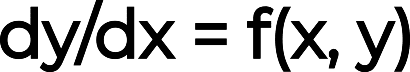 dy/dx = f(x, y)